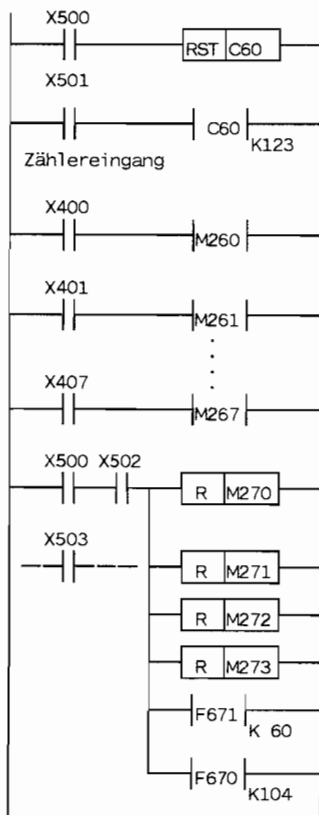 X500
RST C60
X501
C60
K123
Zählereingang
X400
M260
X401
M261
X407
M267
X500 X502
R M270
X503
R M271
R M272
R M273
F671
K 60
F670
K104